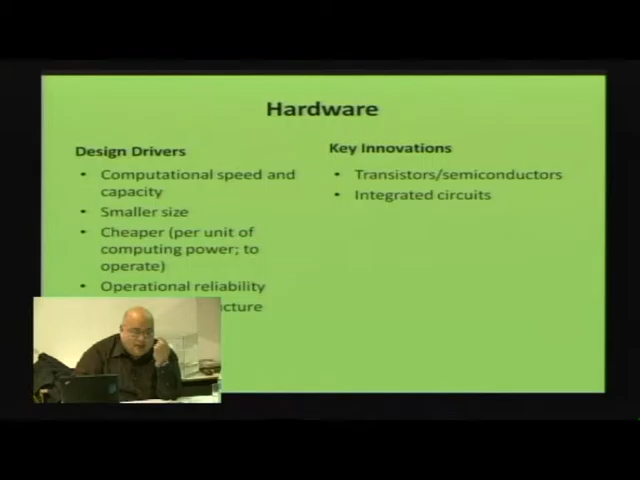 Hardware
Design Drivers
• Computational speed and
capacity
• Smaller size
• Cheaper (per unit of
computing power; to
operate)
• Operational reliability
Key Innovations
• Transistors/semiconductors
• Integrated circuits